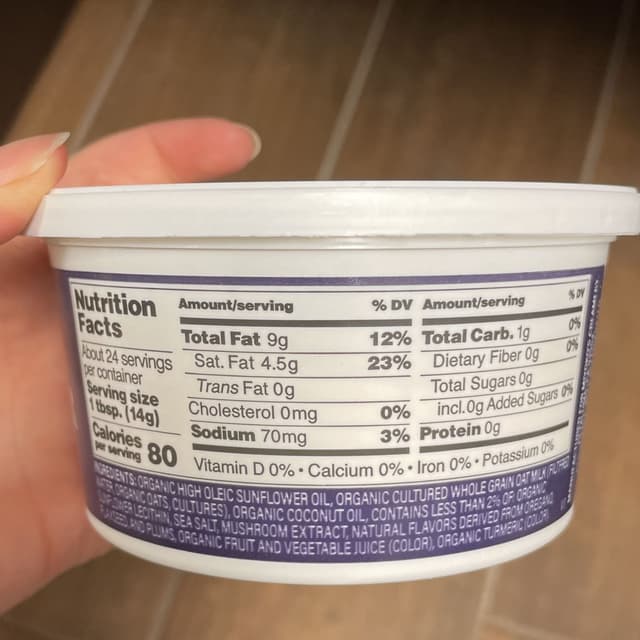 Nutrition
Facts
About 24 servings
per container
Serving size
1 tbsp. (14g)
Calories
per serving 80
Amount/serving % DV
Total Fat 9g 12%
Sat. Fat 4.5g 23%
Trans Fat 0g
Cholesterol 0mg 0%
Sodium 70mg 3%
Amount/serving % DV
Total Carb. 1g 0%
Dietary Fiber 0g 0%
Total Sugars 0g
incl. 0g Added Sugars 0%
Protein 0g
Vitamin D 0% • Calcium 0% • Iron 0% • Potassium 0%
INGREDIENTS: ORGANIC HIGH OLEIC SUNFLOWER OIL, ORGANIC CULTURED WHOLE GRAIN OAT MILK (FILTERED
WATER, ORGANIC OATS, CULTURES), ORGANIC COCONUT OIL, CONTAINS LESS THAN 2% OF ORGANIC
LECITHIN, SEA SALT, MUSHROOM EXTRACT, NATURAL FLAVORS DERIVED FROM OREGANO,
AND PLUMS, ORGANIC FRUIT AND VEGETABLE JUICE (COLOR), ORGANIC TURMERIC (COLOR)